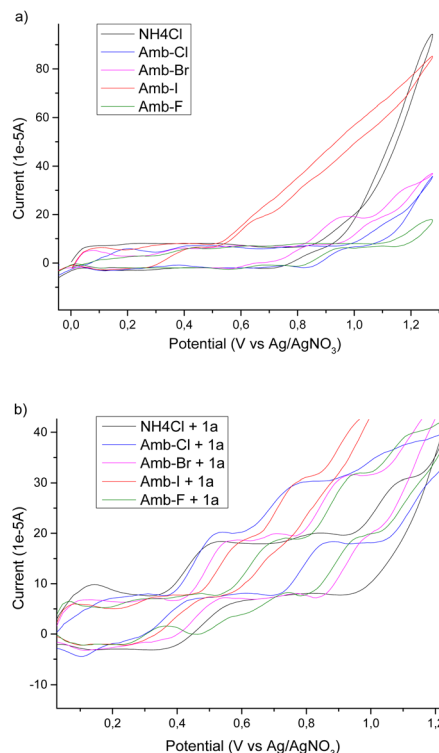 a)
NH4Cl
Amb-Cl
Amb-Br
Amb-I
Amb-F
80
60
40
20
0
Current (1e-5A)
0,0 0,2 0,4 0,6 0,8 1,0 1,2
Potential (V vs Ag/AgNO3)
b)
NH4Cl + 1a
Amb-Cl + 1a
Amb-Br + 1a
Amb-I + 1a
Amb-F + 1a
40
30
20
10
0
-10
Current (1e-5A)
0,2 0,4 0,6 0,8 1,0 1,2
Potential (V vs Ag/AgNO3